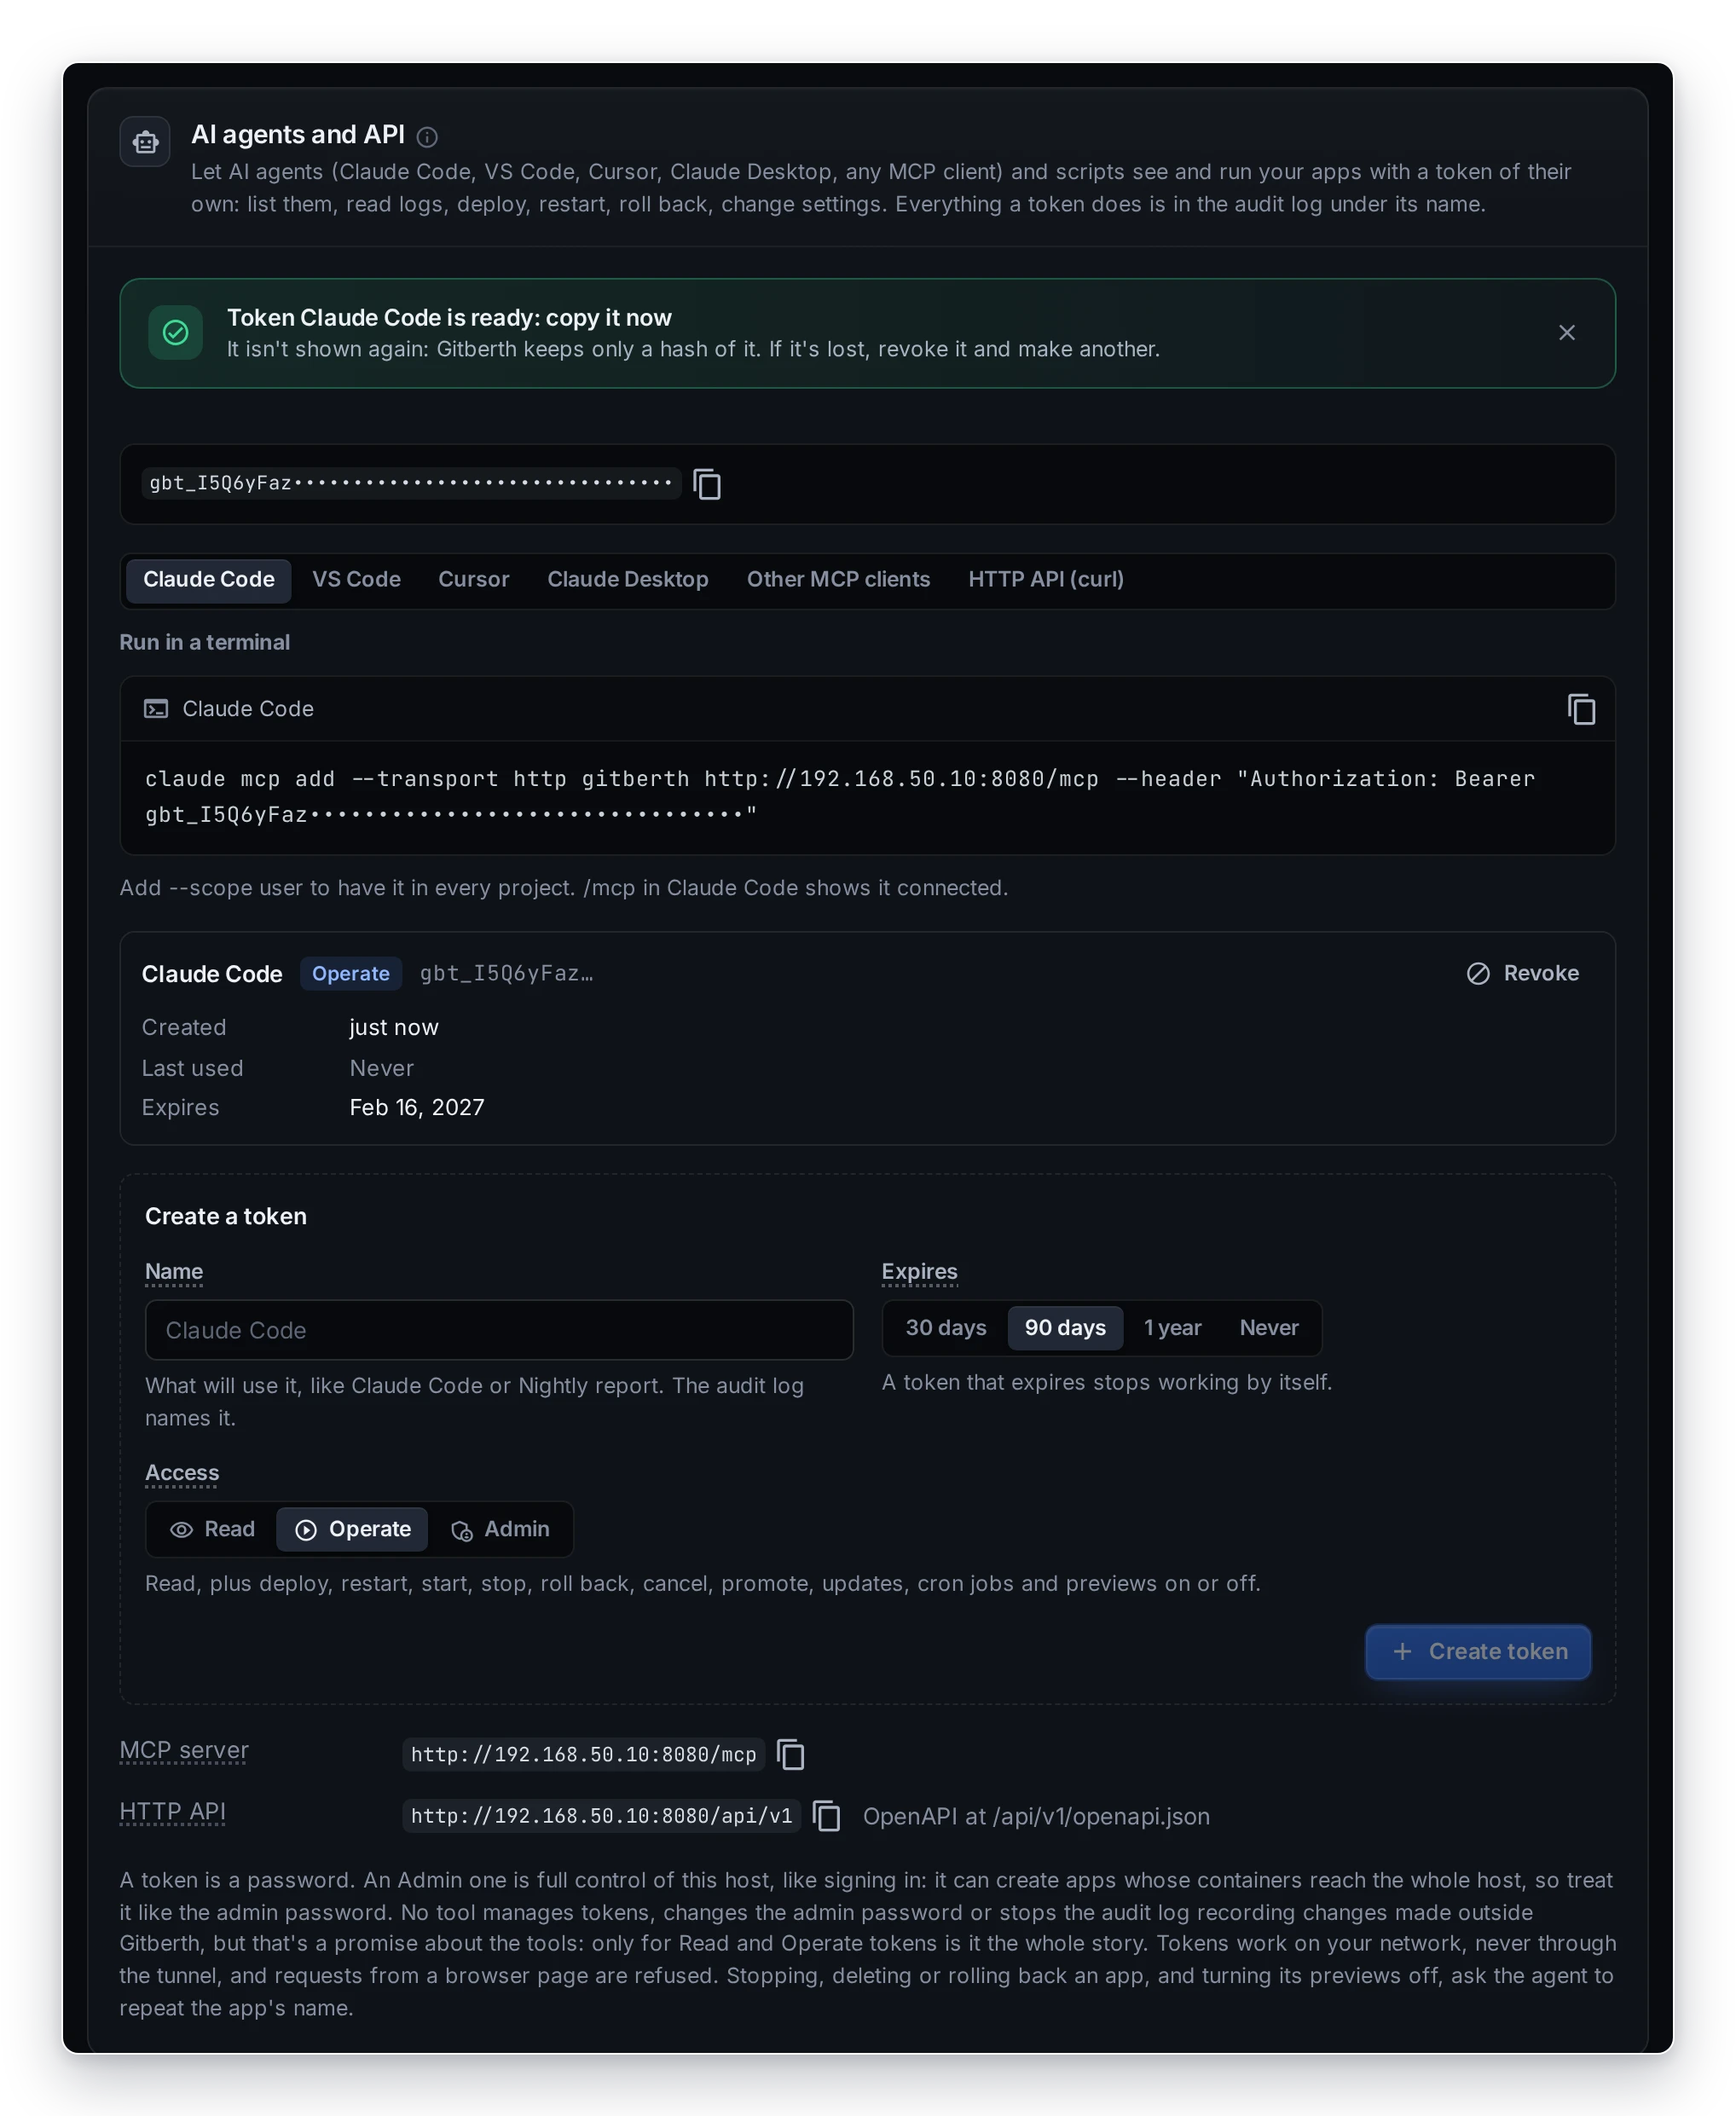 AI agents and API
Let AI agents (Claude Code, VS Code, Cursor, Claude Desktop, any MCP client) and scripts see and run your apps with a token of their
own: list them, read logs, deploy, restart, roll back, change settings. Everything a token does is in the audit log under its name.
Token Claude Code is ready: copy it now
It isn't shown again: Gitberth keeps only a hash of it. If it's lost, revoke it and make another.
gbt_I5Q6yFaz••••••••••••••••••••••••••••••••
Claude Code VS Code Cursor Claude Desktop Other MCP clients HTTP API (curl)
Run in a terminal
Claude Code
claude mcp add --transport http gitberth http://192.168.50.10:8080/mcp --header "Authorization: Bearer
gbt_I5Q6yFaz••••••••••••••••••••••••••••••••"
Add --scope user to have it in every project. /mcp in Claude Code shows it connected.
Claude Code Operate gbt_I5Q6yFaz… Revoke
Created just now
Last used Never
Expires Feb 16, 2027
Create a token
Name Expires
Claude Code 30 days 90 days 1 year Never
What will use it, like Claude Code or Nightly report. The audit log
names it.
A token that expires stops working by itself.
Access
Read Operate Admin
Read, plus deploy, restart, start, stop, roll back, cancel, promote, updates, cron jobs and previews on or off.
Create token
MCP server http://192.168.50.10:8080/mcp
HTTP API http://192.168.50.10:8080/api/v1 OpenAPI at /api/v1/openapi.json
A token is a password. An Admin one is full control of this host, like signing in: it can create apps whose containers reach the whole host, so treat
it like the admin password. No tool manages tokens, changes the admin password or stops the audit log recording changes made outside
Gitberth, but that's a promise about the tools: only for Read and Operate tokens is it the whole story. Tokens work on your network, never through
the tunnel, and requests from a browser page are refused. Stopping, deleting or rolling back an app, and turning its previews off, ask the agent to
repeat the app's name.